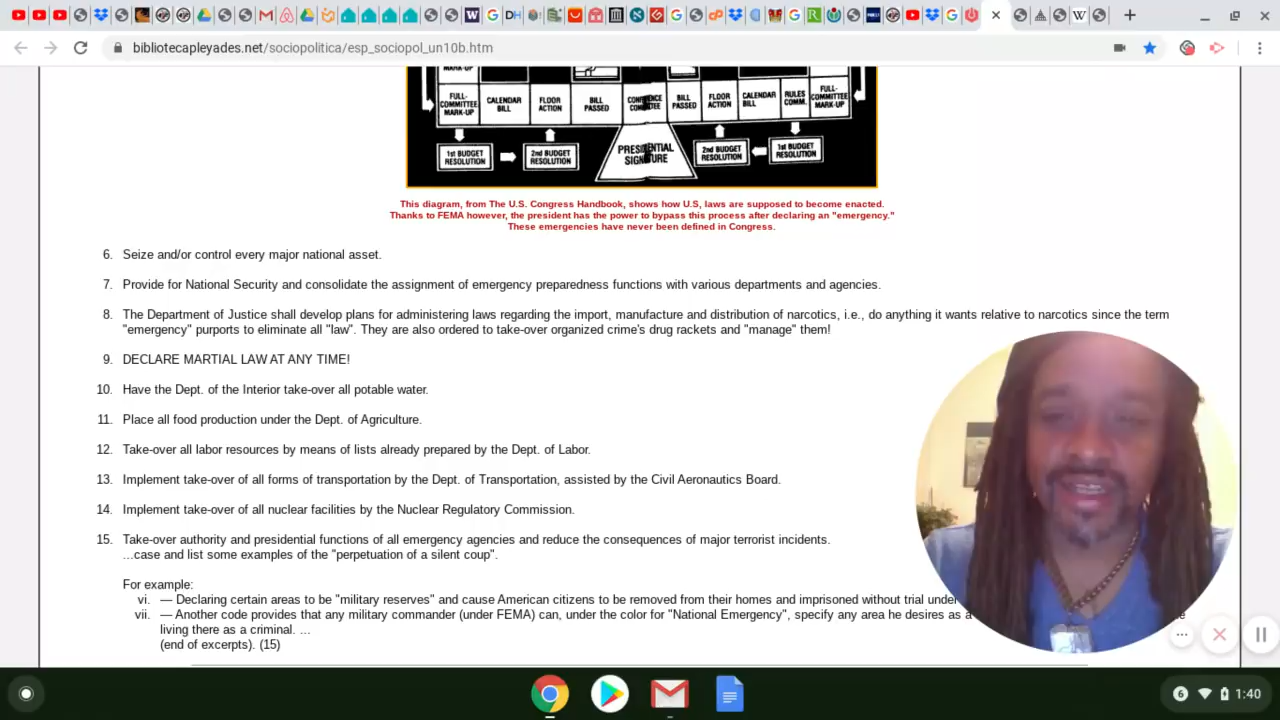 bibliotecapleyades.net/sociopolitica/esp_sociopol_un10b.htm
MARK-UP
MARK-UP
FULL-COMMITTEE MARK-UP
CALENDAR BILL
FLOOR ACTION
BILL PASSED
BILL PASSED
FLOOR ACTION
CALENDAR BILL
RULES COMM.
FULL-COMMITTEE MARK-UP
1st BUDGET RESOLUTION
2nd BUDGET RESOLUTION
PRESIDENTIAL SIGNATURE
2nd BUDGET RESOLUTION
1st BUDGET RESOLUTION
This diagram, from The U.S. Congress Handbook, shows how U.S, laws are supposed to become enacted.
Thanks to FEMA however, the president has the power to bypass this process after declaring an "emergency."
These emergencies have never been defined in Congress.
6. Seize and/or control every major national asset.
7. Provide for National Security and consolidate the assignment of emergency preparedness functions with various departments and agencies.
8. The Department of Justice shall develop plans for administering laws regarding the import, manufacture and distribution of narcotics, i.e., do anything it wants relative to narcotics since the term
"emergency" purports to eliminate all "law". They are also ordered to take-over organized crime's drug rackets and "manage" them!
9. DECLARE MARTIAL LAW AT ANY TIME!
10. Have the Dept. of the Interior take-over all potable water.
11. Place all food production under the Dept. of Agriculture.
12. Take-over all labor resources by means of lists already prepared by the Dept. of Labor.
13. Implement take-over of all forms of transportation by the Dept. of Transportation, assisted by the Civil Aeronautics Board.
14. Implement take-over of all nuclear facilities by the Nuclear Regulatory Commission.
15. Take-over authority and presidential functions of all emergency agencies and reduce the consequences of major terrorist incidents.
...case and list some examples of the "perpetuation of a silent coup".
For example:
vi. — Declaring certain areas to be "military reserves" and cause American citizens to be removed from their homes and imprisoned without trial under
vii. — Another code provides that any military commander (under FEMA) can, under the color for "National Emergency", specify any area he desires as a
living there as a criminal. ...
(end of excerpts). (15)
6
1:40